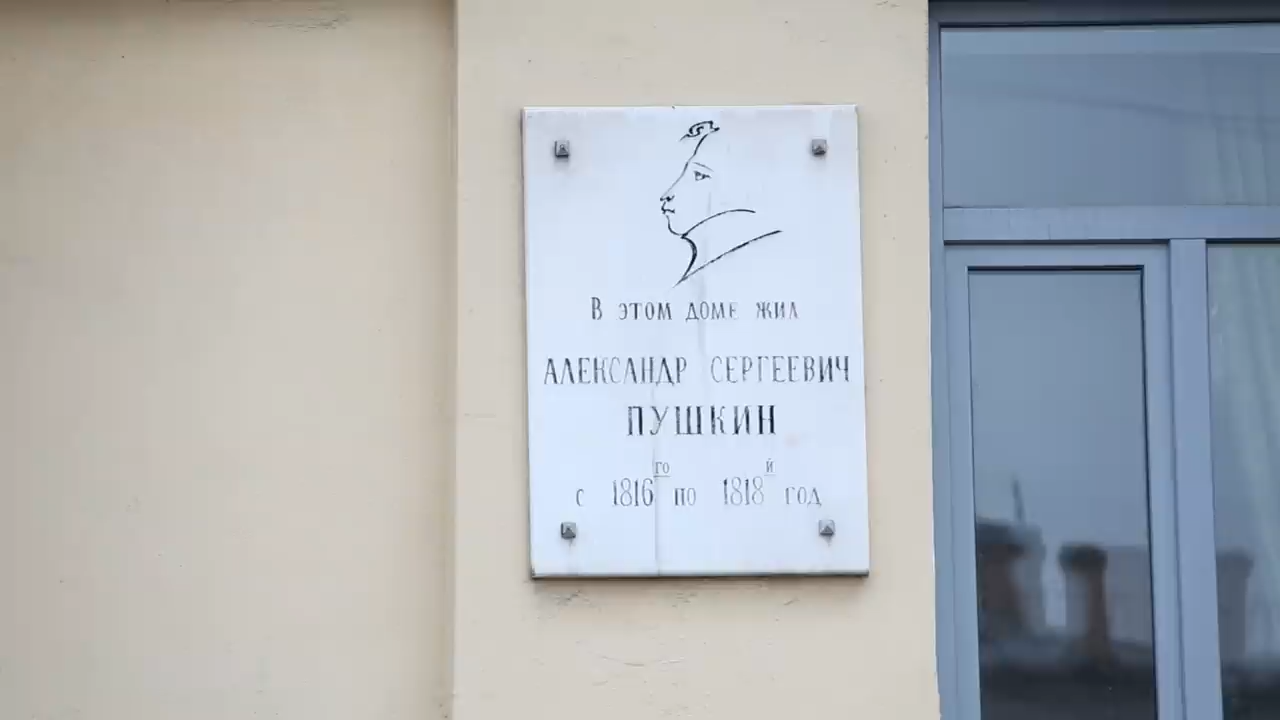 В ЭТОМ ДОМЕ ЖИЛ
АЛЕКСАНДР СЕРГЕЕВИЧ
ПУШКИН
С 1816го ПО 1818й ГОД